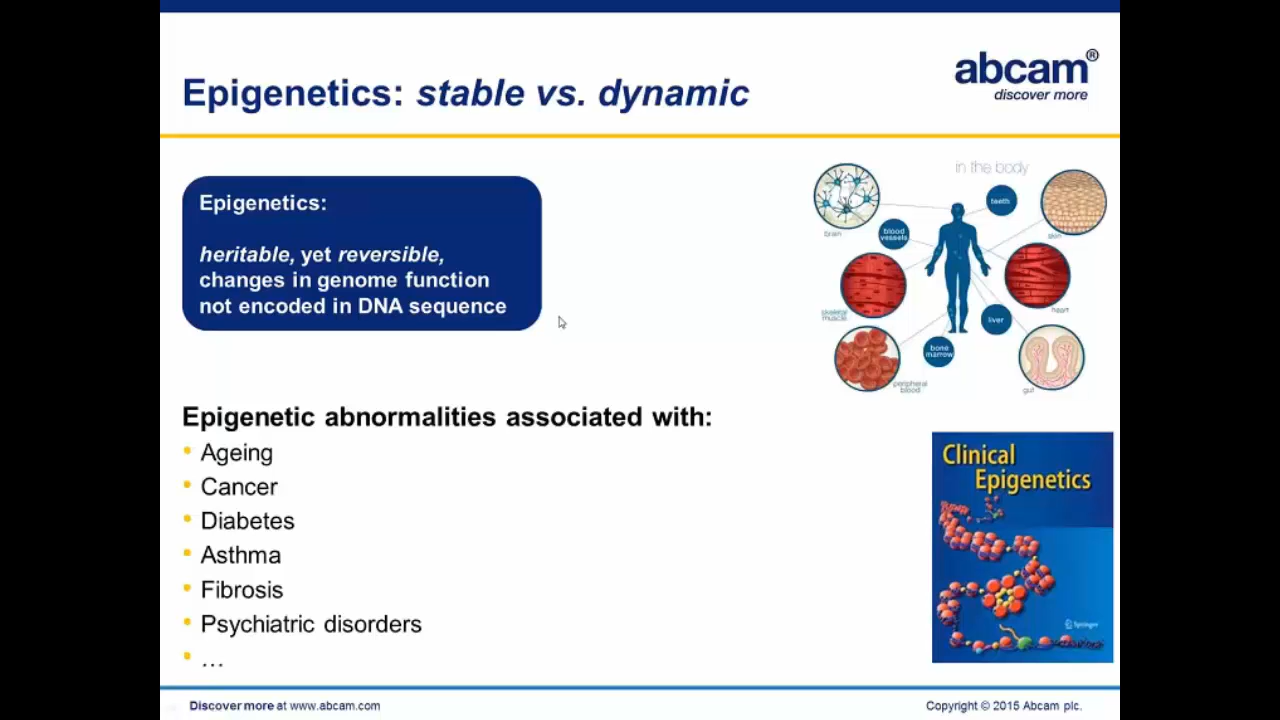 Epigenetics: stable vs. dynamic
abcam®
discover more
Epigenetics:
heritable, yet reversible,
changes in genome function
not encoded in DNA sequence
in the body
brain
teeth
skin
blood
vessels
skeletal
muscle
heart
liver
bone
marrow
peripheral
blood
gut
Epigenetic abnormalities associated with:
• Ageing
• Cancer
• Diabetes
• Asthma
• Fibrosis
• Psychiatric disorders
• …
Clinical
Epigenetics
Springer
Discover more at www.abcam.com
Copyright © 2015 Abcam plc.